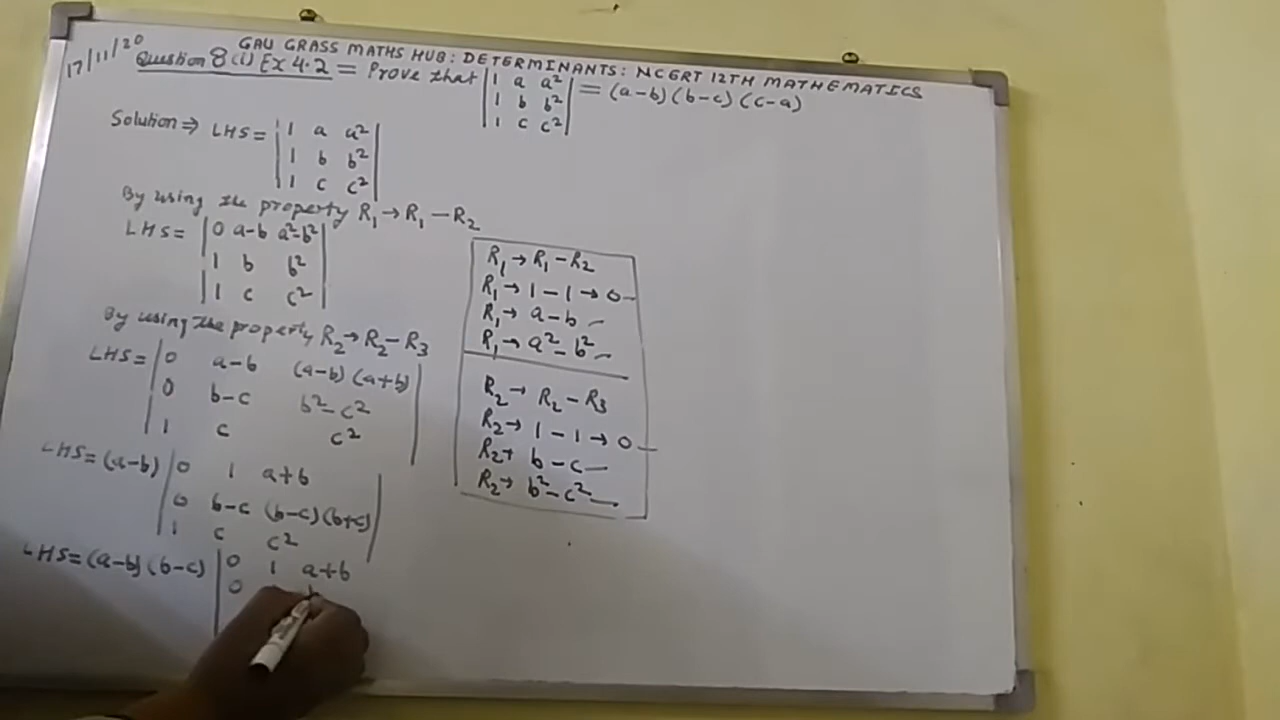 17/11/20
GAU GRASS MATHS HUB: DETERMINANTS: NCERT 12TH MATHEMATICS
Question 8 (i) Ex 4.2 = Prove that |1 a a²| = (a-b) (b-c) (c-a)
|1 b b²|
|1 c c²|
Solution ⇒ LHS = |1 a a²|
|1 b b²|
|1 c c²|
By using the property R₁ → R₁ - R₂
LHS = |0 a-b a²-b²|
|1 b b²|
|1 c c²|
By using the property R₂ → R₂ - R₃
LHS = |0 a-b (a-b) (a+b)|
|0 b-c b²-c²|
|1 c c²|
LHS = (a-b) |0 1 a+b|
|0 b-c (b-c) (b+c)|
|1 c c²|
LHS = (a-b) (b-c) |0 1 a+b
|0
R₁ → R₁ - R₂
R₁ → 1 - 1 → 0
R₁ → a - b
R₁ → a² - b²
R₂ → R₂ - R₃
R₂ → 1 - 1 → 0
R₂ → b - c
R₂ → b² - c²